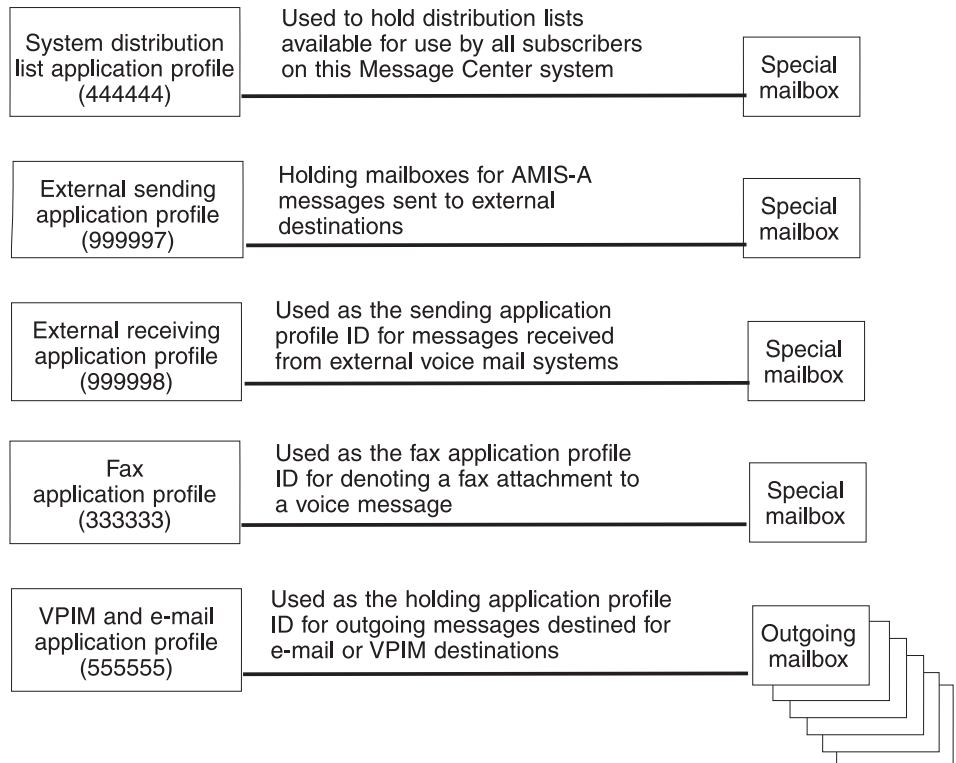 System distribution
list application profile
(444444)
Used to hold distribution lists
available for use by all subscribers
on this Message Center system
Special
mailbox
External sending
application profile
(999997)
Holding mailboxes for AMIS-A
messages sent to external
destinations
Special
mailbox
External receiving
application profile
(999998)
Used as the sending application
profile ID for messages received
from external voice mail systems
Special
mailbox
Fax
application profile
(333333)
Used as the fax application profile
ID for denoting a fax attachment to
a voice message
Special
mailbox
VPIM and e-mail
application profile
(555555)
Used as the holding application profile
ID for outgoing messages destined for
e-mail or VPIM destinations
Outgoing
mailbox